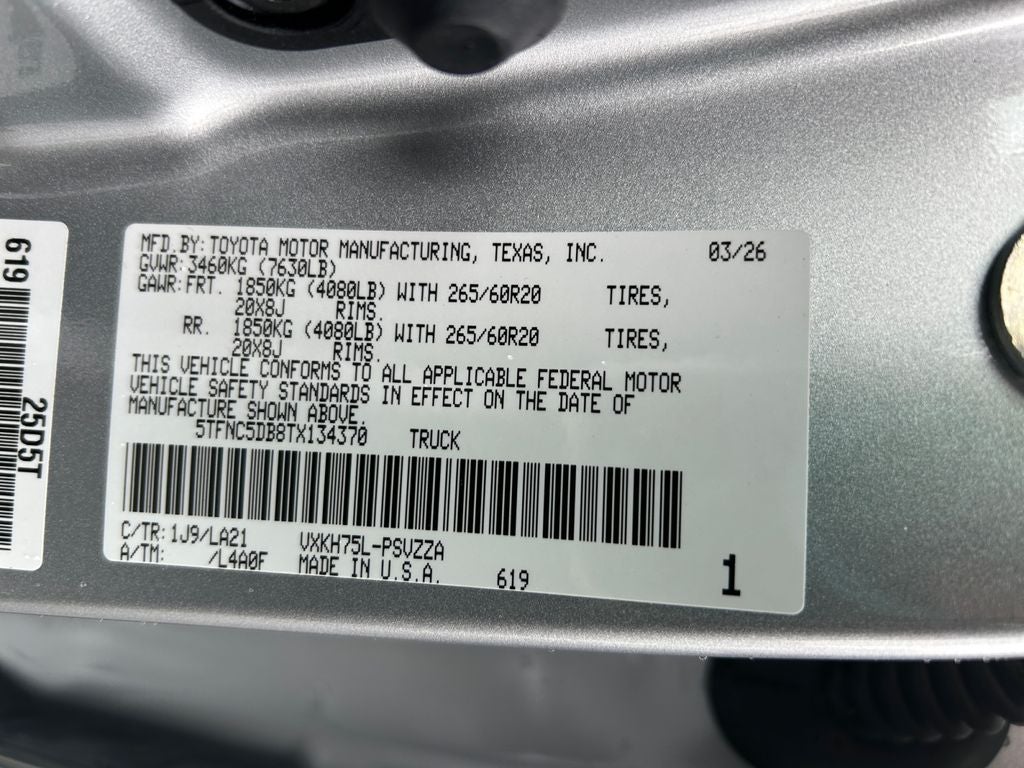 MFD.BY:TOYOTA MOTOR MANUFACTURING, TEXAS, INC. 03/26
GVWR:3460KG (7630LB)
GAWR:FRT. 1850KG (4080LB) WITH 265/60R20 TIRES,
20X8J RIMS.
RR. 1850KG (4080LB) WITH 265/60R20 TIRES,
20X8J RIMS.
THIS VEHICLE CONFORMS TO ALL APPLICABLE FEDERAL MOTOR
VEHICLE SAFETY STANDARDS IN EFFECT ON THE DATE OF
MANUFACTURE SHOWN ABOVE.
5TFNC5DB8TX134370 TRUCK
C/TR:1J9/LA21 VXKH75L-PSVZZA
A/TM: /L4A0F MADE IN U.S.A. 619 1
619
25D5T